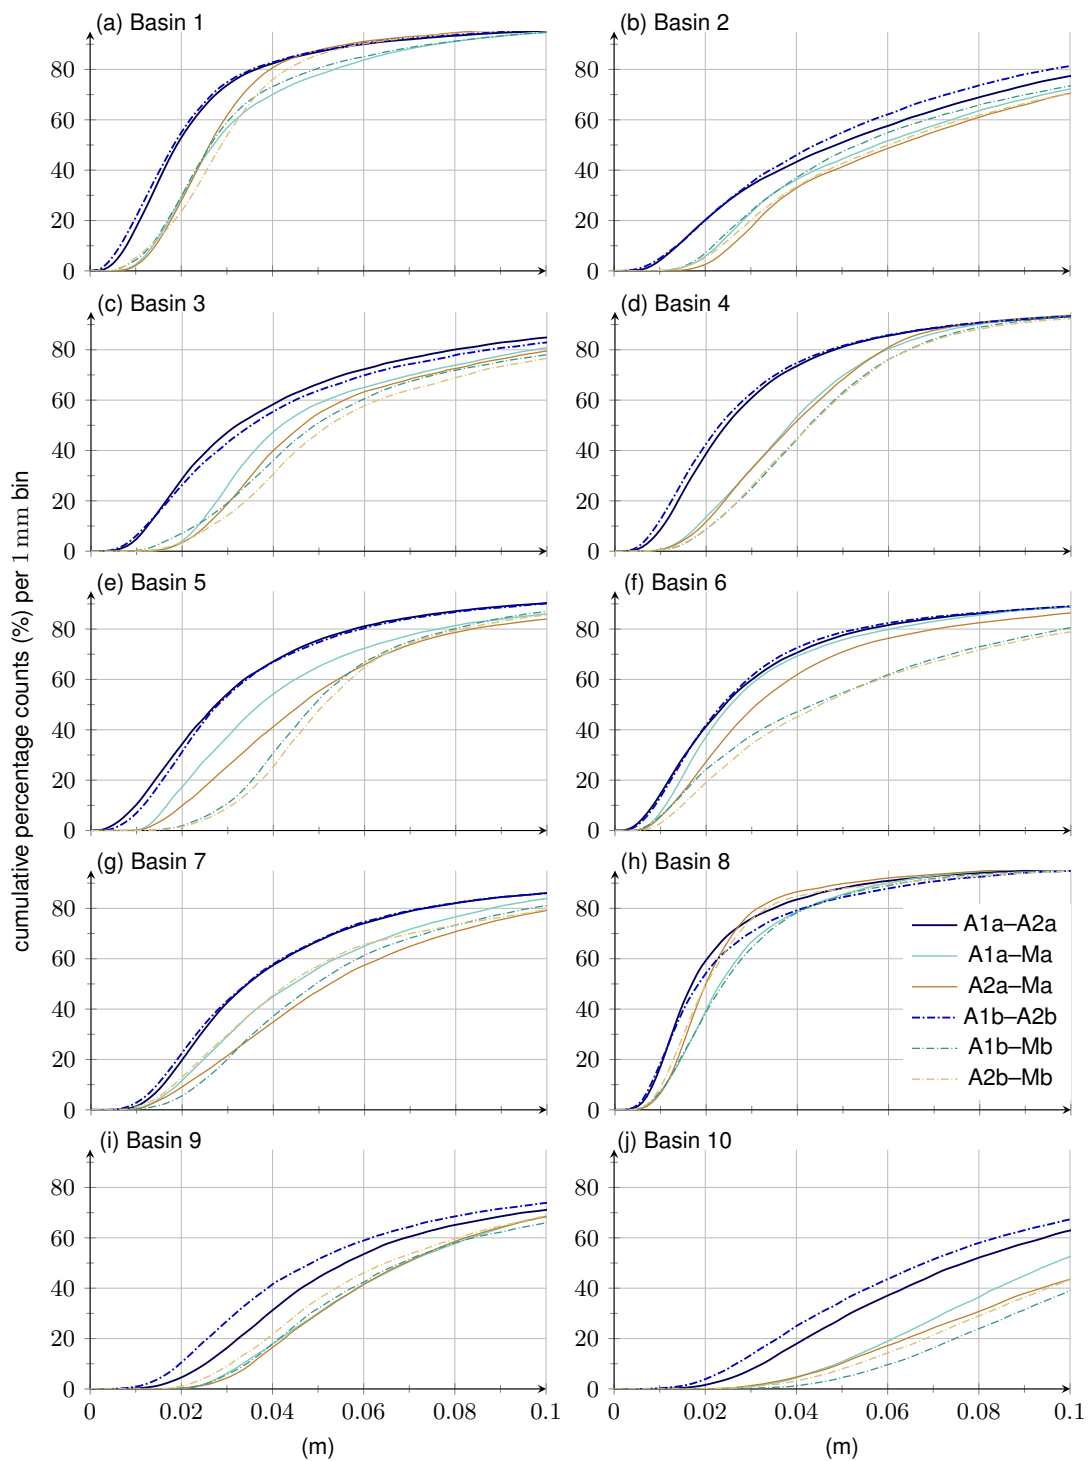 (a) Basin 1
(b) Basin 2
80
60
40
20
0
80
60
40
20
0
(c) Basin 3
(d) Basin 4
80
60
40
20
0
80
60
40
20
0
(e) Basin 5
(f) Basin 6
80
60
40
20
0
80
60
40
20
0
cumulative percentage counts (%) per 1 mm bin
(g) Basin 7
(h) Basin 8
80
60
40
20
0
80
60
40
20
0
A1a–A2a
A1a–Ma
A2a–Ma
A1b–A2b
A1b–Mb
A2b–Mb
(i) Basin 9
(j) Basin 10
80
60
40
20
0
80
60
40
20
0
0 0.02 0.04 0.06 0.08 0.1
0 0.02 0.04 0.06 0.08 0.1
(m)
(m)